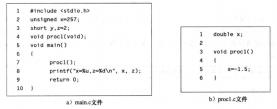 1 #include <stdio.h>
2 unsigned x=257;
3 short y,z=2;
4 void proc1(void);
5 void main()
6 {
7 proc1();
8 printf("x=%u,z=%d\n", x, z);
9 return 0;
10 }
a) main.c文件
1 double x;
2
3 void proc1()
4 {
5 x=-1.5;
6 }
b) proc1.c文件